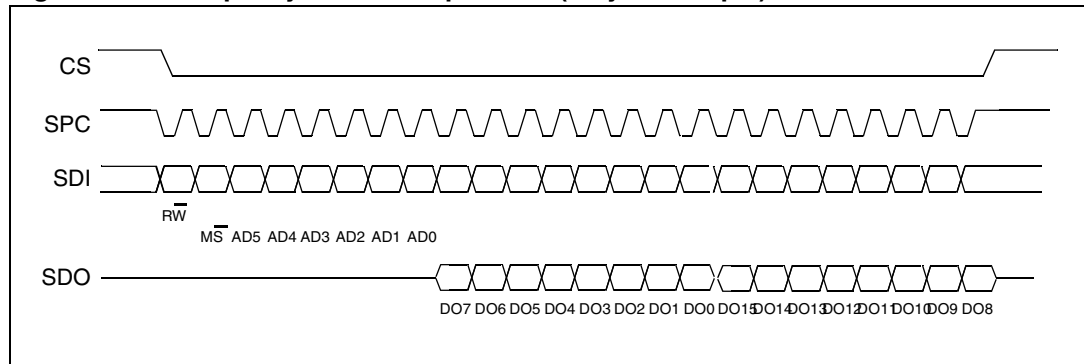 CS
SPC
SDI
RW
MS AD5 AD4 AD3 AD2 AD1 AD0
SDO
DO7 DO6 DO5 DO4 DO3 DO2 DO1 DO0 DO15 DO14 DO13 DO12 DO11 DO10 DO9 DO8